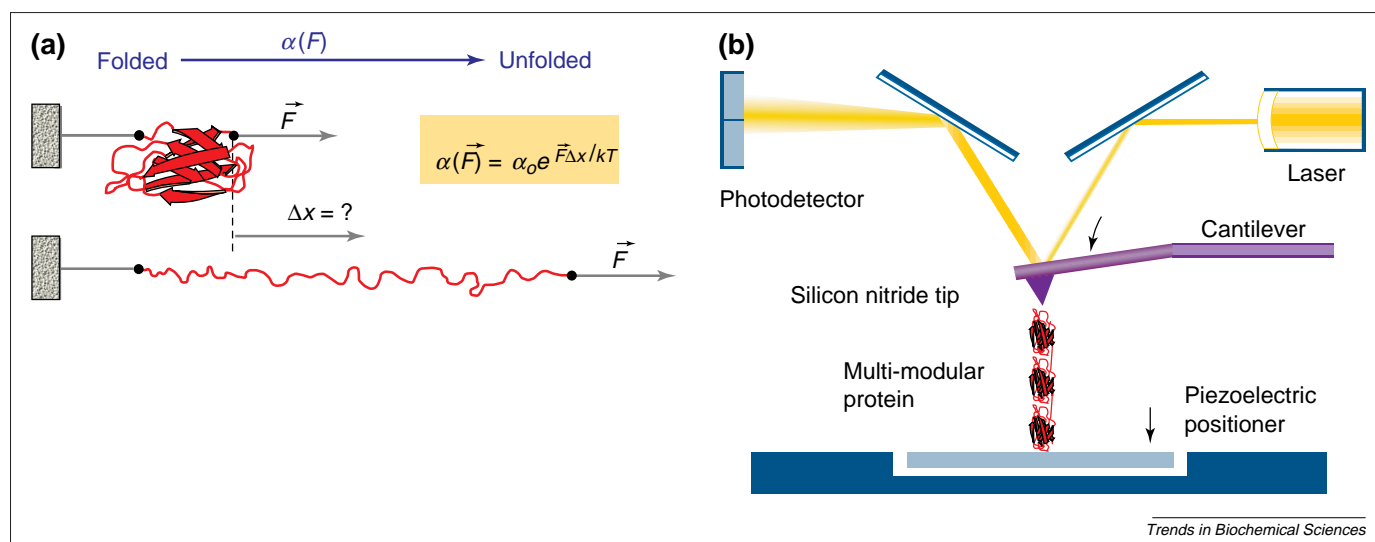 (a)
α(F)
Folded
Unfolded
F⃗
α(F⃗) = αₒe F⃗Δx/kT
Δx = ?
F⃗
(b)
Photodetector
Laser
Cantilever
Silicon nitride tip
Multi-modular
protein
Piezoelectric
positioner
Trends in Biochemical Sciences